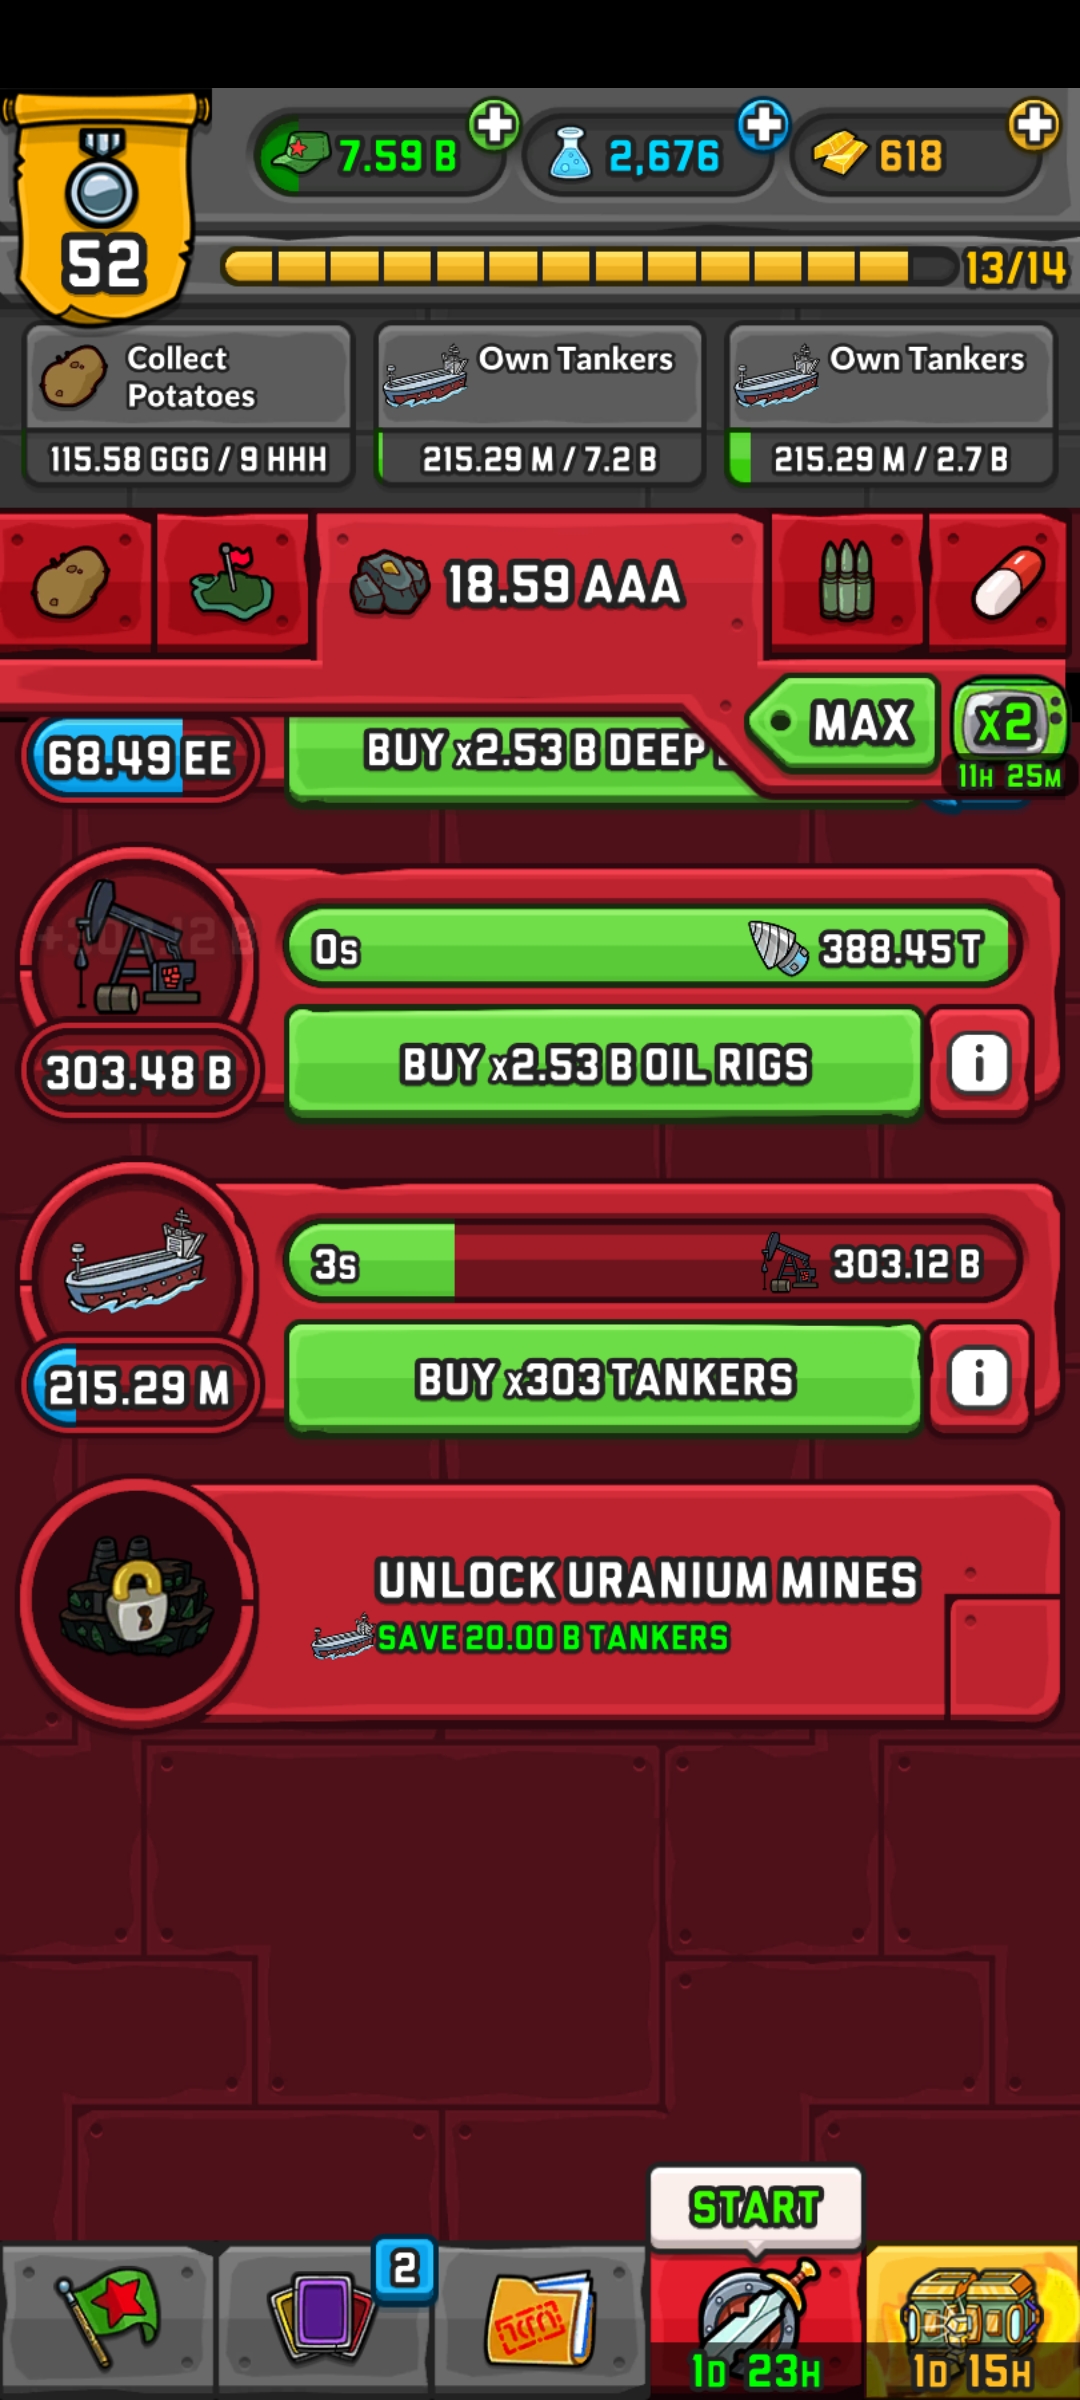 7.59 B
2,676
618
52
13/14
Collect
Potatoes
115.58 GGG / 9 HHH
Own Tankers
215.29 M / 7.2 B
Own Tankers
215.29 M / 2.7 B
18.59 AAA
MAX
x2
11H 25M
68.49 EE
BUY x2.53 B DEEP
0s
388.45 T
303.48 B
BUY x2.53 B OIL RIGS
i
3s
303.12 B
215.29 M
BUY x303 TANKERS
i
UNLOCK URANIUM MINES
SAVE 20.00 B TANKERS
START
2
1D 23H
1D 15H